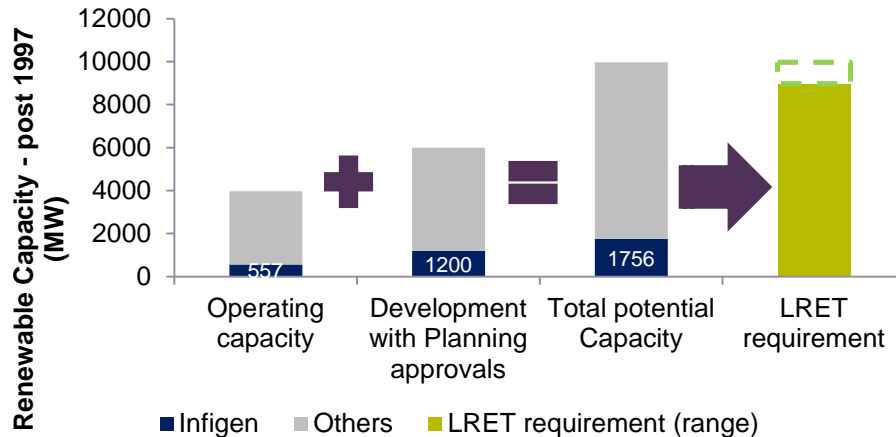 Renewable Capacity - post 1997
(MW)
12000
10000
8000
6000
4000
2000
0
557
1200
1756
Operating
capacity
Development
with Planning
approvals
Total potential
Capacity
LRET
requirement
Infigen
Others
LRET requirement (range)